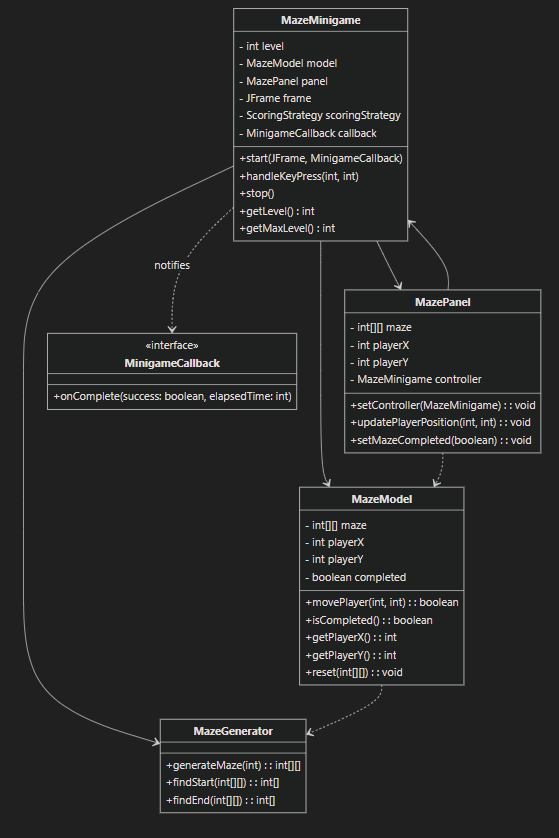 MazeMinigame
- int level
- MazeModel model
- MazePanel panel
- JFrame frame
- ScoringStrategy scoringStrategy
- MinigameCallback callback
+start(JFrame, MinigameCallback)
+handleKeyPress(int, int)
+stop()
+getLevel() : int
+getMaxLevel() : int
notifies
MazePanel
- int[][] maze
- int playerX
- int playerY
- MazeMinigame controller
+setController(MazeMinigame) : : void
+updatePlayerPosition(int, int) : : void
+setMazeCompleted(boolean) : : void
«interface»
MinigameCallback
+onComplete(success: boolean, elapsedTime: int)
MazeModel
- int[][] maze
- int playerX
- int playerY
- boolean completed
+movePlayer(int, int) : : boolean
+isCompleted() : : boolean
+getPlayerX() : : int
+getPlayerY() : : int
+reset(int[][]) : : void
MazeGenerator
+generateMaze(int) : : int[][]
+findStart(int[][]) : : int[]
+findEnd(int[][]) : : int[]